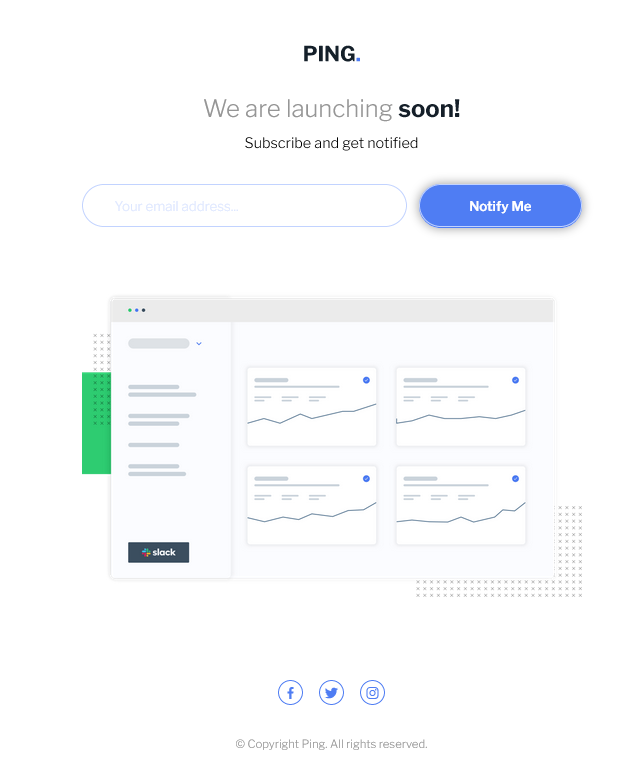 PING.
We are launching soon!
Subscribe and get notified
Your email address...
Notify Me
slack
© Copyright Ping. All rights reserved.